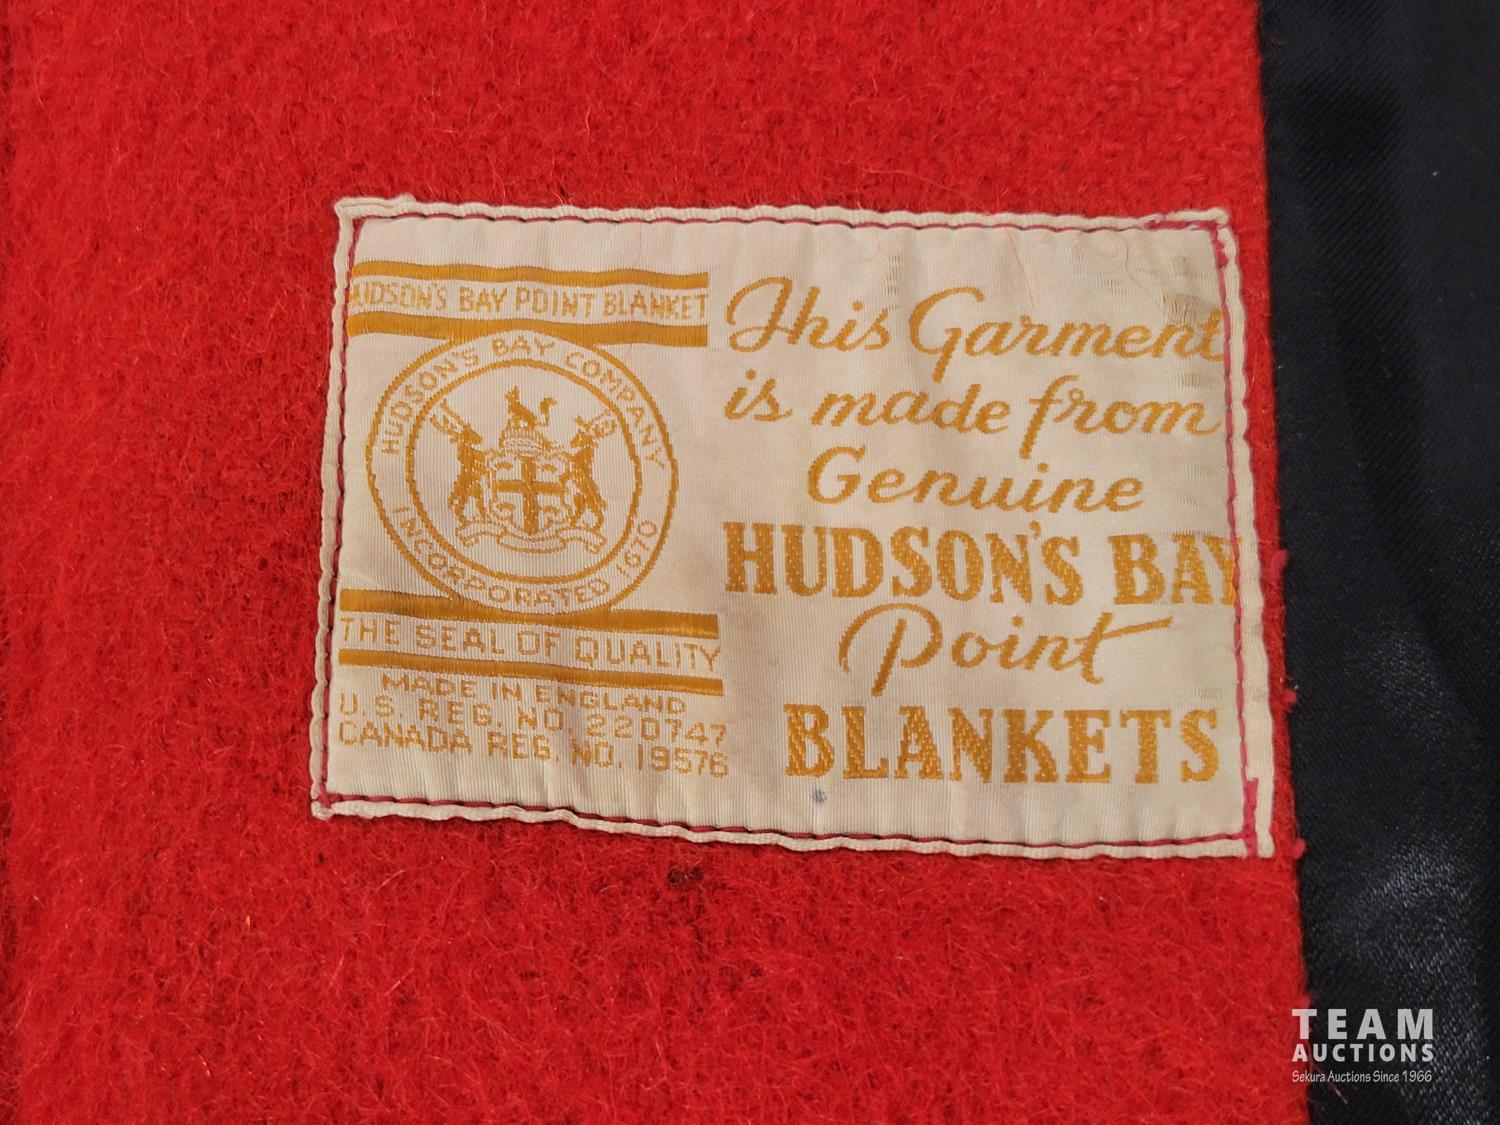 HUDSON'S BAY POINT BLANKET
HUDSON'S BAY COMPANY
INCORPORATED 1670
THE SEAL OF QUALITY
MADE IN ENGLAND
U.S. REG. NO. 220747
CANADA REG. NO. 19576
This Garment
is made from
Genuine
HUDSON'S BAY
Point
BLANKETS
TEAM
AUCTIONS
Sekura Auctions Since 1966